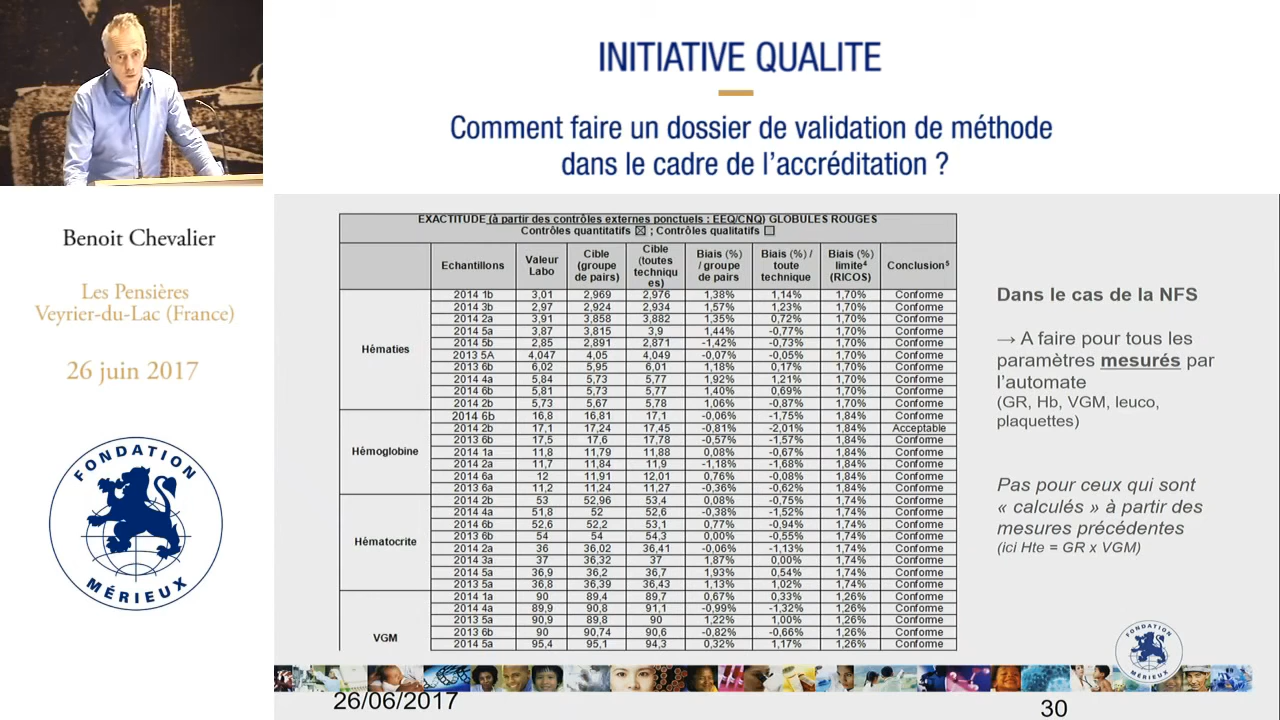 INITIATIVE QUALITE
Comment faire un dossier de validation de méthode
dans le cadre de l'accréditation ?
Benoit Chevalier
Les Pensières
Veyrier-du-Lac (France)
26 juin 2017
FONDATION
MÉRIEUX
EXACTITUDE (à partir des contrôles externes ponctuels : EEQ/CNQ) GLOBULES ROUGES
Contrôles quantitatifs ☒ ; Contrôles qualitatifs ☐
Echantillons | Valeur Labo | Cible (groupe de pairs) | Cible (toutes techniques) | Biais (%) / groupe de pairs | Biais (%) / toute technique | Biais (%) limite⁴ (RICOS) | Conclusion⁵
Hématies
2014 1b 3,01 2,969 2,976 1,38% 1,14% 1,70% Conforme
2014 3b 2,97 2,924 2,934 1,57% 1,23% 1,70% Conforme
2014 2a 3,91 3,858 3,882 1,35% 0,72% 1,70% Conforme
2014 5a 3,87 3,815 3,9 1,44% -0,77% 1,70% Conforme
2014 5b 2,85 2,891 2,871 -1,42% -0,73% 1,70% Conforme
2013 5A 4,047 4,05 4,049 -0,07% -0,05% 1,70% Conforme
2013 6b 6,02 5,95 6,01 1,18% 0,17% 1,70% Conforme
2014 4a 5,84 5,73 5,77 1,92% 1,21% 1,70% Conforme
2014 6b 5,81 5,73 5,77 1,40% 0,69% 1,70% Conforme
2014 2b 5,73 5,67 5,78 1,06% -0,87% 1,70% Conforme
Hémoglobine
2014 6b 16,8 16,81 17,1 -0,06% -1,75% 1,84% Conforme
2014 2b 17,1 17,24 17,45 -0,81% -2,01% 1,84% Acceptable
2013 6b 17,5 17,6 17,78 -0,57% -1,57% 1,84% Conforme
2014 1a 11,8 11,79 11,88 0,08% -0,67% 1,84% Conforme
2014 2a 11,7 11,84 11,9 -1,18% -1,68% 1,84% Conforme
2014 6a 12 11,91 12,01 0,76% -0,08% 1,84% Conforme
2013 6a 11,2 11,24 11,27 -0,36% -0,62% 1,84% Conforme
Hématocrite
2014 2b 53 52,96 53,4 0,08% -0,75% 1,74% Conforme
2014 4a 51,8 52 52,6 -0,38% -1,52% 1,74% Conforme
2014 6b 52,6 52,2 53,1 0,77% -0,94% 1,74% Conforme
2013 6b 54 54 54,3 0,00% -0,55% 1,74% Conforme
2014 2a 36 36,02 36,41 -0,06% -1,13% 1,74% Conforme
2014 3a 37 36,32 37 1,87% 0,00% 1,74% Conforme
2014 5a 36,9 36,2 36,7 1,93% 0,54% 1,74% Conforme
2013 5a 36,8 36,39 36,43 1,13% 1,02% 1,74% Conforme
VGM
2014 1a 90 89,4 89,7 0,67% 0,33% 1,26% Conforme
2014 4a 89,9 90,8 91,1 -0,99% -1,32% 1,26% Conforme
2013 5a 90,9 89,8 90 1,22% 1,00% 1,26% Conforme
2013 6b 90 90,74 90,6 -0,82% -0,66% 1,26% Conforme
2014 5a 95,4 95,1 94,3 0,32% 1,17% 1,26% Conforme
Dans le cas de la NFS
→ A faire pour tous les
paramètres mesurés par
l'automate
(GR, Hb, VGM, leuco,
plaquettes)
Pas pour ceux qui sont
« calculés » à partir des
mesures précédentes
(ici Hte = GR x VGM)
FONDATION
MÉRIEUX
26/06/2017
30